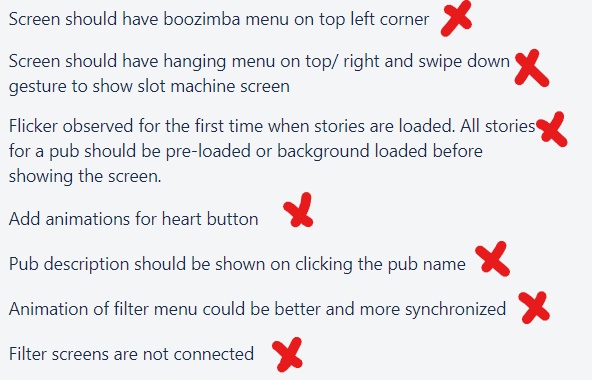 Screen should have boozimba menu on top left corner
Screen should have hanging menu on top/ right and swipe down
gesture to show slot machine screen
Flicker observed for the first time when stories are loaded. All stories
for a pub should be pre-loaded or background loaded before
showing the screen.
Add animations for heart button
Pub description should be shown on clicking the pub name
Animation of filter menu could be better and more synchronized
Filter screens are not connected